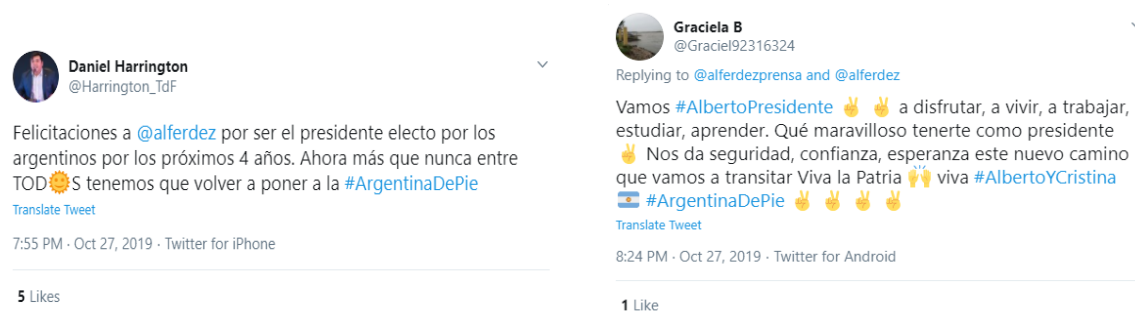 Daniel Harrington
@Harrington_TdF
Felicitaciones a @alferdez por ser el presidente electo por los
argentinos por los próximos 4 años. Ahora más que nunca entre
TOD🌞S tenemos que volver a poner a la #ArgentinaDePie
Translate Tweet
7:55 PM · Oct 27, 2019 · Twitter for iPhone
5 Likes
Graciela B
@Graciel92316324
Replying to @alferdezprensa and @alferdez
Vamos #AlbertoPresidente ✌ ✌ a disfrutar, a vivir, a trabajar,
estudiar, aprender. Qué maravilloso tenerte como presidente
✌ Nos da seguridad, confianza, esperanza este nuevo camino
que vamos a transitar Viva la Patria 🙌 viva #AlbertoYCristina
🇦🇷 #ArgentinaDePie ✌ ✌ ✌ ✌
Translate Tweet
8:24 PM · Oct 27, 2019 · Twitter for Android
1 Like